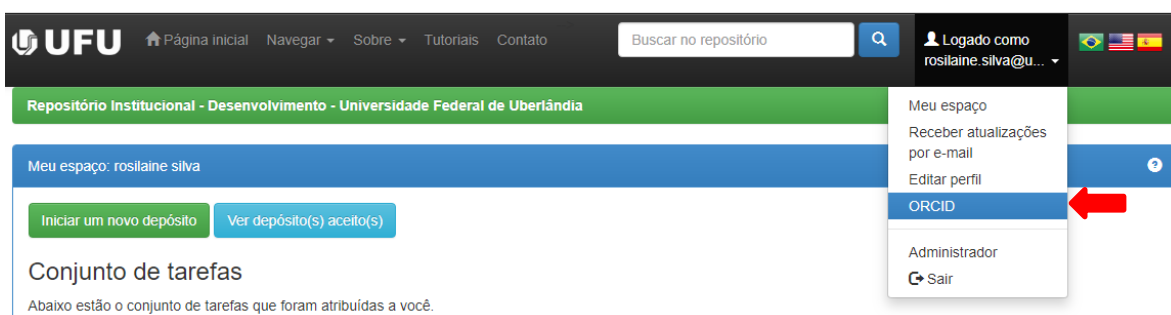 UFU
Página inicial Navegar Sobre Tutoriais Contato
Buscar no repositório
Logado como
rosilaine.silva@u...
Repositório Institucional - Desenvolvimento - Universidade Federal de Uberlândia
Meu espaço
Receber atualizações
por e-mail
Editar perfil
ORCID
Administrador
Sair
Meu espaço: rosilaine silva
?
Iniciar um novo depósito
Ver depósito(s) aceito(s)
Conjunto de tarefas
Abaixo estão o conjunto de tarefas que foram atribuídas a você.